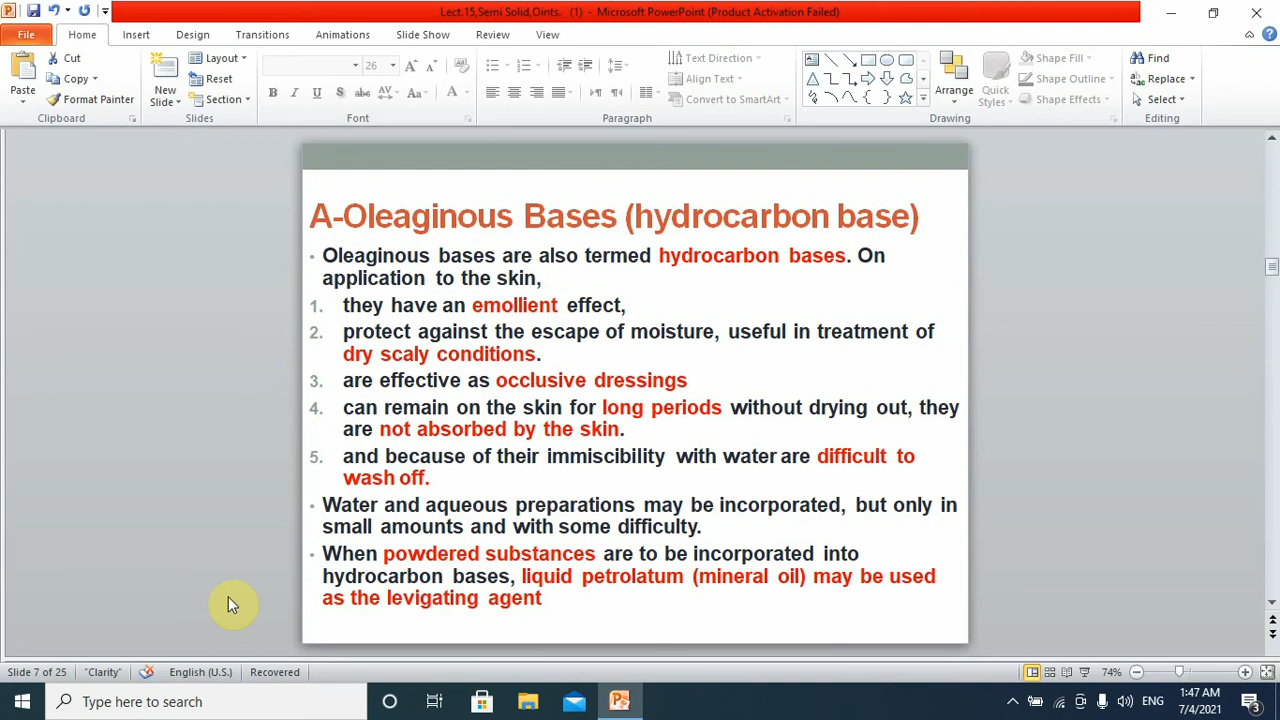 Lect.15,Semi Solid,Oints. (1) - Microsoft PowerPoint (Product Activation Failed)
File Home Insert Design Transitions Animations Slide Show Review View
Paste
Cut
Copy
Format Painter
Clipboard
New
Slide
Layout
Reset
Section
Slides
26
B I U S abc AV Aa A
Font
Text Direction
Align Text
Convert to SmartArt
Paragraph
Arrange
Quick
Styles
Shape Fill
Shape Outline
Shape Effects
Drawing
Find
Replace
Select
Editing
A-Oleaginous Bases (hydrocarbon base)
• Oleaginous bases are also termed hydrocarbon bases. On
application to the skin,
1. they have an emollient effect,
2. protect against the escape of moisture, useful in treatment of
dry scaly conditions.
3. are effective as occlusive dressings
4. can remain on the skin for long periods without drying out, they
are not absorbed by the skin.
5. and because of their immiscibility with water are difficult to
wash off.
• Water and aqueous preparations may be incorporated, but only in
small amounts and with some difficulty.
• When powdered substances are to be incorporated into
hydrocarbon bases, liquid petrolatum (mineral oil) may be used
as the levigating agent
Slide 7 of 25 "Clarity" English (U.S.) Recovered 74%
Type here to search
ENG
1:47 AM
7/4/2021
3